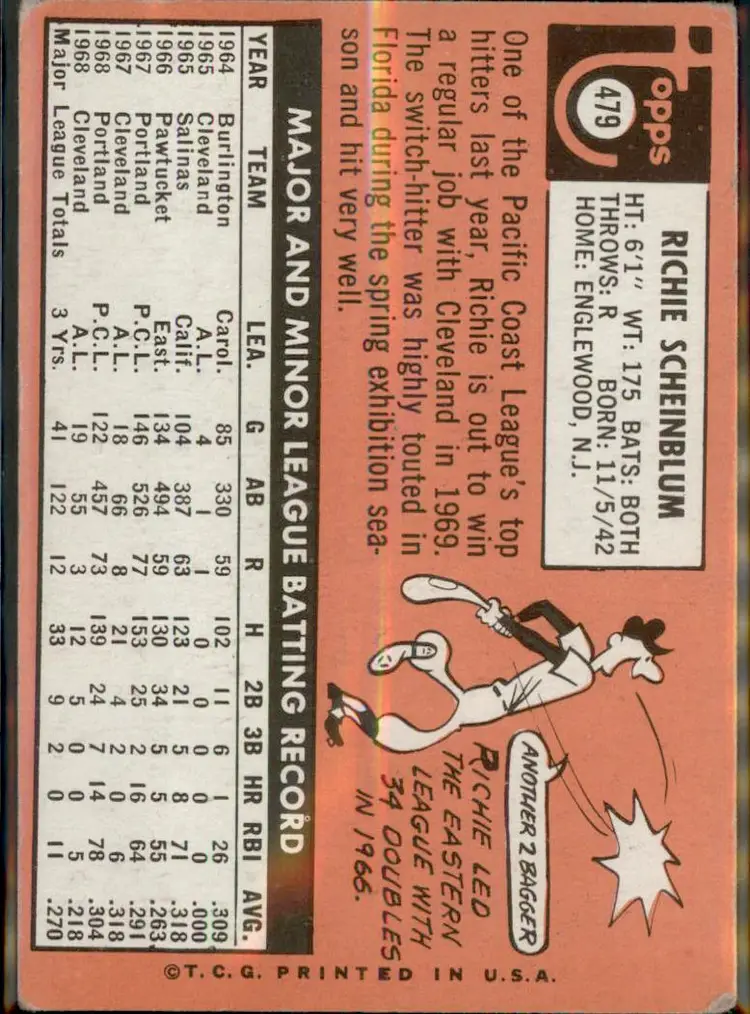 Topps
479
RICHIE SCHEINBLUM
HT: 6'1" WT: 175 BATS: BOTH
THROWS: R BORN: 11/5/42
HOME: ENGLEWOOD, N.J.
One of the Pacific Coast League's top
hitters last year, Richie is out to win
a regular job with Cleveland in 1969.
The switch-hitter was highly touted in
Florida during the spring exhibition sea-
son and hit very well.
ANOTHER 2 BAGGER
RICHIE LED
THE EASTERN
LEAGUE WITH
34 DOUBLES
IN 1966.
MAJOR AND MINOR LEAGUE BATTING RECORD
YEAR TEAM LEA. G AB R H 2B 3B HR RBI AVG.
1964 Burlington Carol. 85 330 59 102 11 6 1 26 .309
1965 Cleveland A.L. 4 1 1 0 0 0 0 0 .000
1965 Salinas Calif. 104 387 63 123 21 5 8 71 .318
1966 Pawtucket East. 134 494 59 130 34 5 5 55 .263
1967 Portland P.C.L. 146 526 77 153 25 2 16 64 .291
1967 Cleveland A.L. 18 66 8 21 4 2 0 6 .318
1968 Portland P.C.L. 122 457 73 139 24 7 14 78 .304
1968 Cleveland A.L. 19 55 3 12 5 0 0 5 .218
Major League Totals 3 Yrs. 41 122 12 33 9 2 0 11 .270
©T.C.G. PRINTED IN U.S.A.